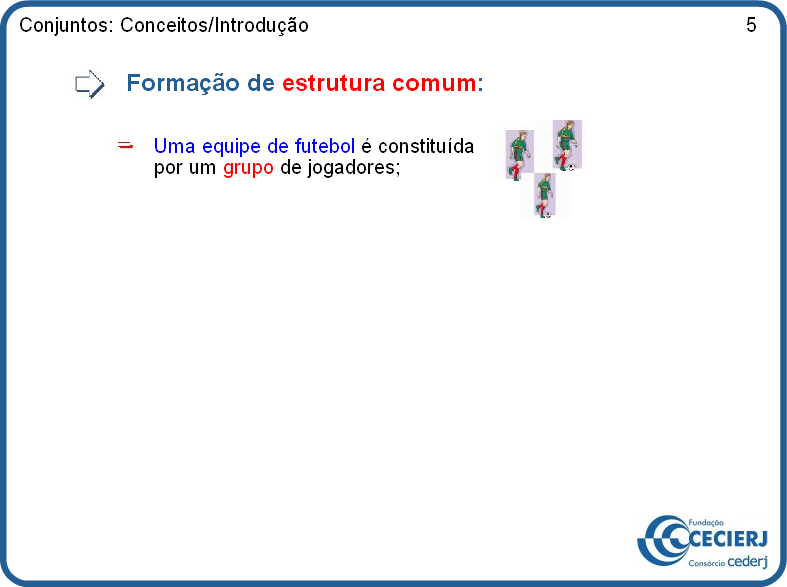 Conjuntos: Conceitos/Introdução 5
Formação de estrutura comum:
Uma equipe de futebol é constituída
por um grupo de jogadores;
Fundação
CECIERJ
Consórcio cederj